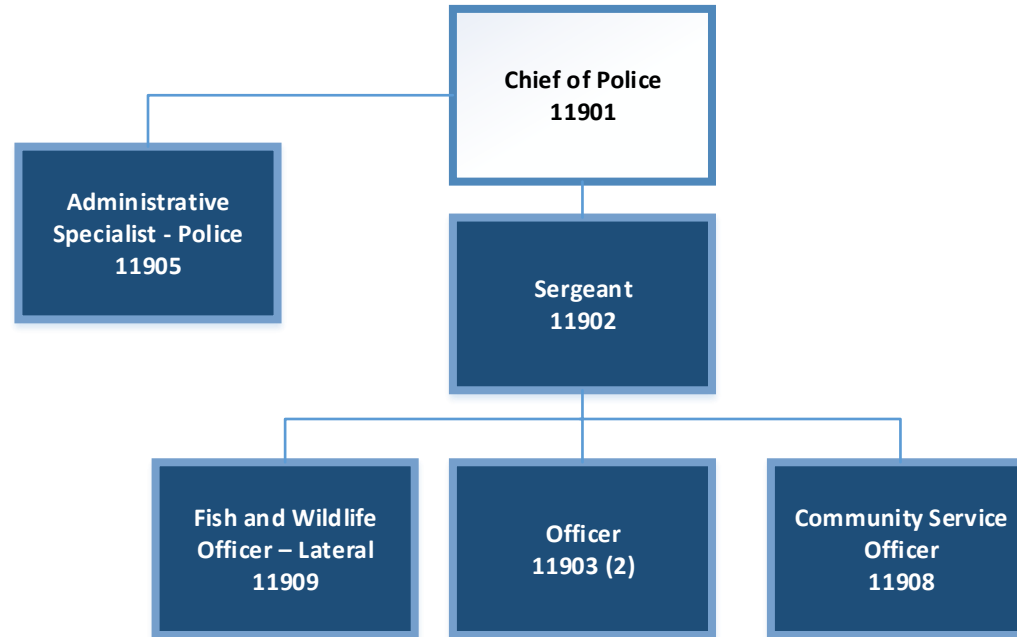 Chief of Police
11901
Administrative
Specialist - Police
11905
Sergeant
11902
Fish and Wildlife
Officer – Lateral
11909
Officer
11903 (2)
Community Service
Officer
11908